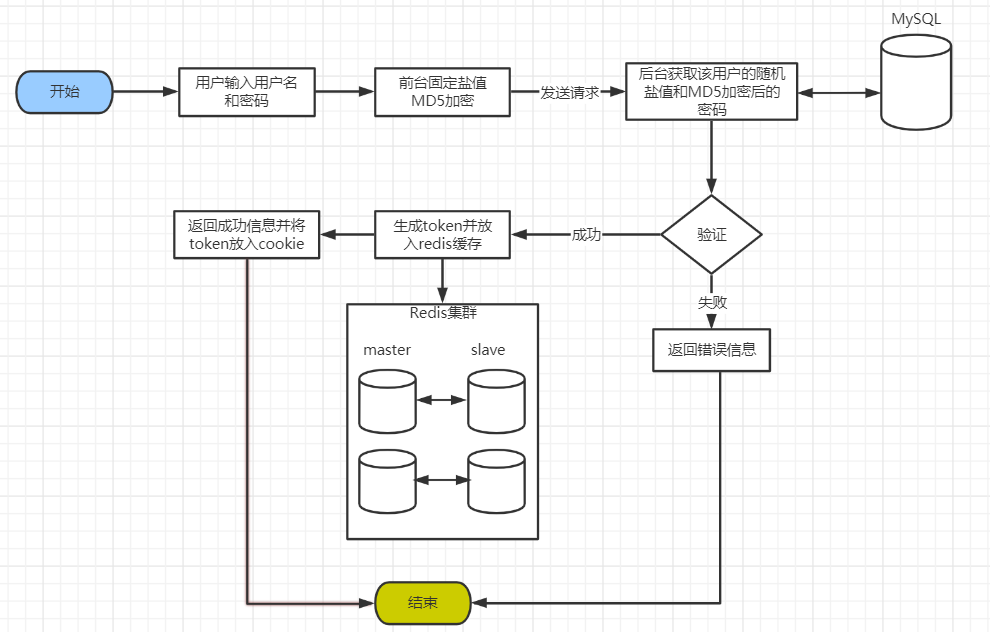 MySQL
开始
用户输入用户名
和密码
前台固定盐值
MD5加密
发送请求
后台获取该用户的随机
盐值和MD5加密后的
密码
返回成功信息并将
token放入cookie
生成token并放
入redis缓存
成功
验证
失败
Redis集群
master
slave
返回错误信息
结束